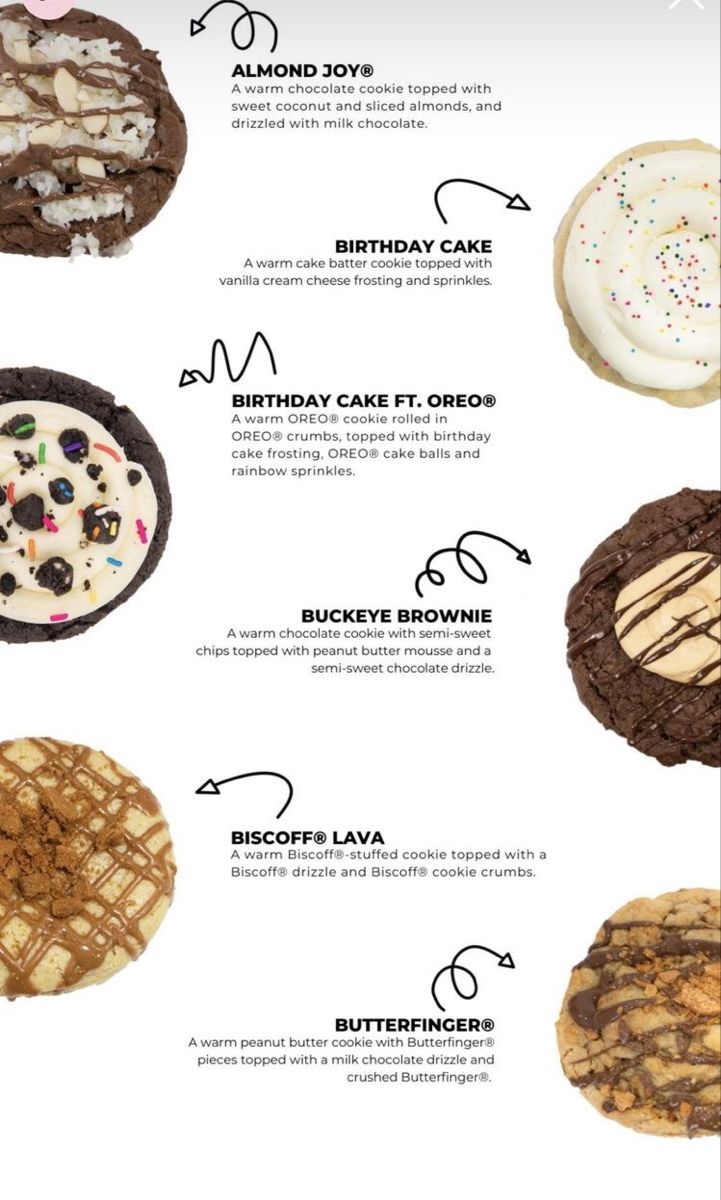 ALMOND JOY®
A warm chocolate cookie topped with
sweet coconut and sliced almonds, and
drizzled with milk chocolate.
BIRTHDAY CAKE
A warm cake batter cookie topped with
vanilla cream cheese frosting and sprinkles.
BIRTHDAY CAKE FT. OREO®
A warm OREO® cookie rolled in
OREO® crumbs, topped with birthday
cake frosting, OREO® cake balls and
rainbow sprinkles.
BUCKEYE BROWNIE
A warm chocolate cookie with semi-sweet
chips topped with peanut butter mousse and a
semi-sweet chocolate drizzle.
BISCOFF® LAVA
A warm Biscoff®-stuffed cookie topped with a
Biscoff® drizzle and Biscoff® cookie crumbs.
BUTTERFINGER®
A warm peanut butter cookie with Butterfinger®
pieces topped with a milk chocolate drizzle and
crushed Butterfinger®.